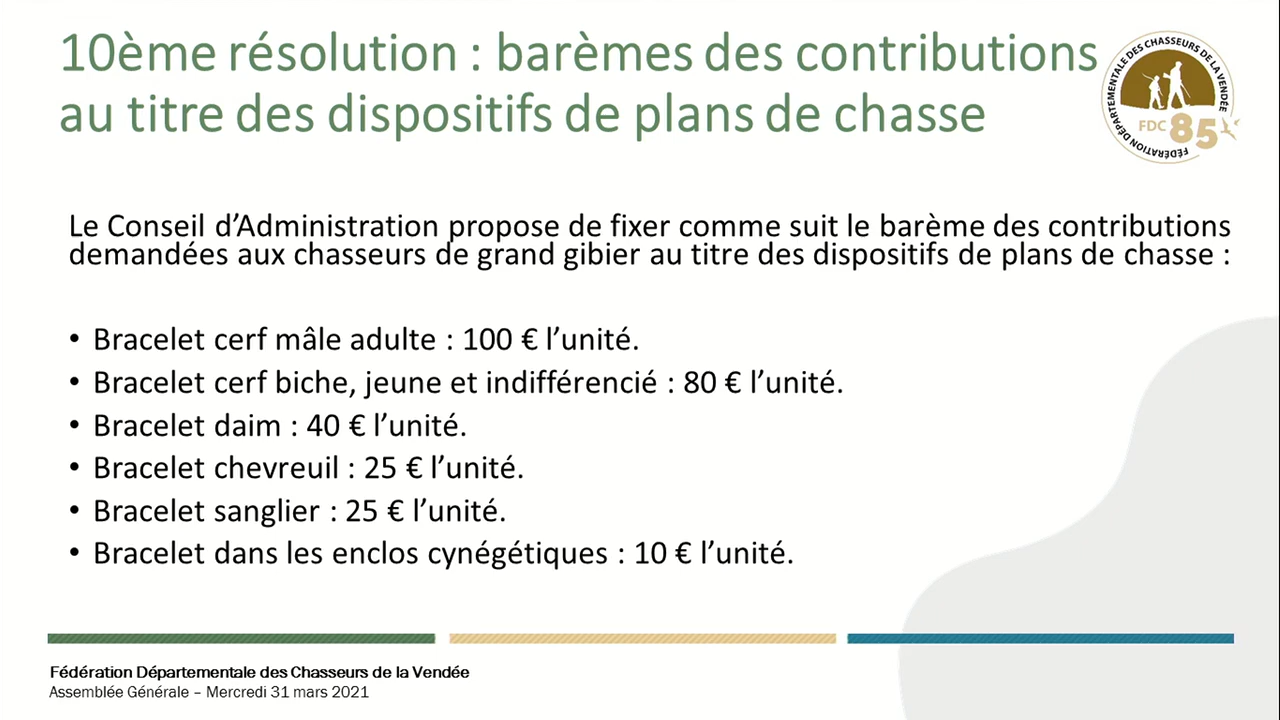 10ème résolution : barèmes des contributions
au titre des dispositifs de plans de chasse
FÉDÉRATION DÉPARTEMENTALE DES CHASSEURS DE LA VENDÉE
FDC 85
Le Conseil d’Administration propose de fixer comme suit le barème des contributions
demandées aux chasseurs de grand gibier au titre des dispositifs de plans de chasse :
• Bracelet cerf mâle adulte : 100 € l’unité.
• Bracelet cerf biche, jeune et indifférencié : 80 € l’unité.
• Bracelet daim : 40 € l’unité.
• Bracelet chevreuil : 25 € l’unité.
• Bracelet sanglier : 25 € l’unité.
• Bracelet dans les enclos cynégétiques : 10 € l’unité.
Fédération Départementale des Chasseurs de la Vendée
Assemblée Générale – Mercredi 31 mars 2021